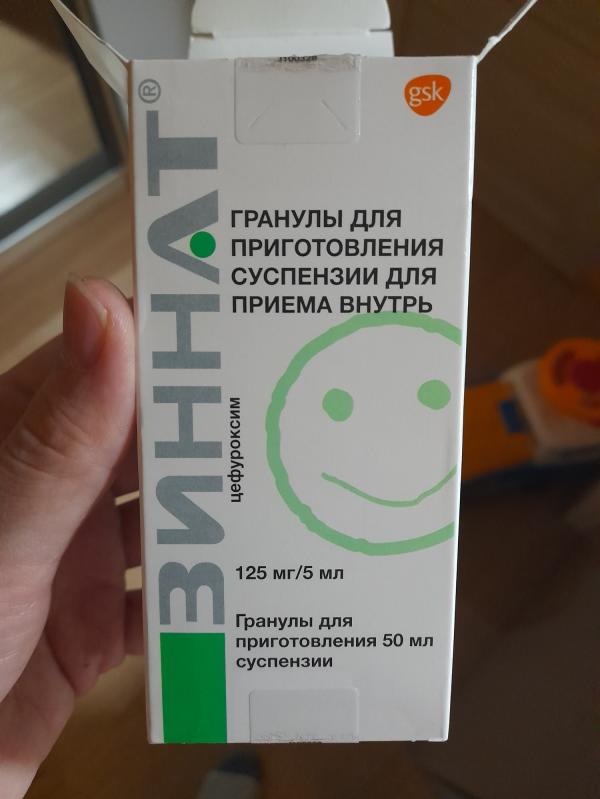 gsk
ЗИННАТ®
ГРАНУЛЫ ДЛЯ
ПРИГОТОВЛЕНИЯ
СУСПЕНЗИИ ДЛЯ
ПРИЕМА ВНУТРЬ
цефуроксим
125 мг/5 мл
Гранулы для
приготовления 50 мл
суспензии